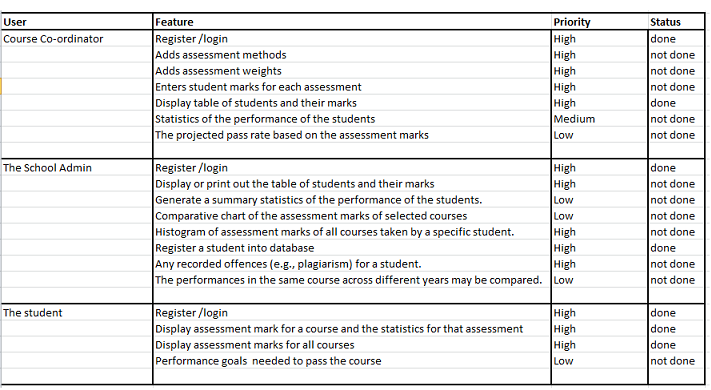 User Feature Priority Status
Course Co-ordinator Register /login High done
Adds assessment methods High not done
Adds assessment weights High not done
Enters student marks for each assessment High not done
Display table of students and their marks High done
Statistics of the performance of the students Medium not done
The projected pass rate based on the assessment marks Low not done
The School Admin Register /login High done
Display or print out the table of students and their marks High not done
Generate a summary statistics of the performance of the students. Low not done
Comparative chart of the assessment marks of selected courses Low not done
Histogram of assessment marks of all courses taken by a specific student. High not done
Register a student into database High done
Any recorded offences (e.g., plagiarism) for a student. High not done
The performances in the same course across different years may be compared. Low not done
The student Register /login High done
Display assessment mark for a course and the statistics for that assessment High done
Display assessment marks for all courses High done
Performance goals  needed to pass the course Low not done